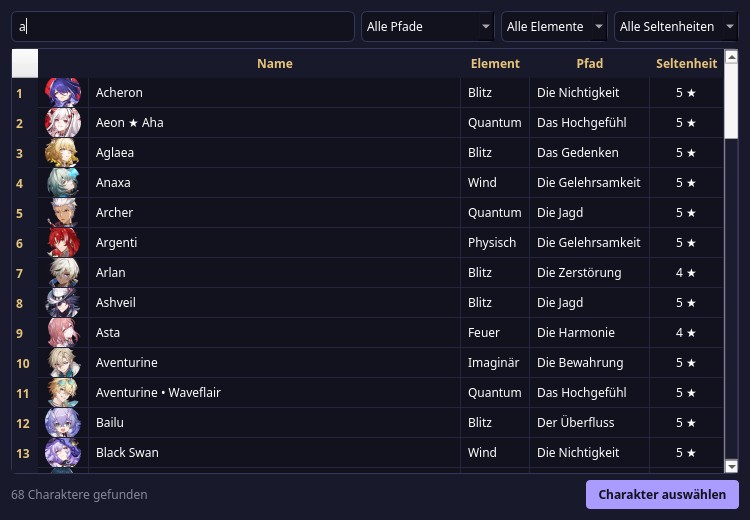 a
Alle Pfade
Alle Elemente
Alle Seltenheiten
Name Element Pfad Seltenheit
1 Acheron Blitz Die Nichtigkeit 5 ★
2 Aeon ★ Aha Quantum Das Hochgefühl 5 ★
3 Aglaea Blitz Das Gedenken 5 ★
4 Anaxa Wind Die Gelehrsamkeit 5 ★
5 Archer Quantum Die Jagd 5 ★
6 Argenti Physisch Die Gelehrsamkeit 5 ★
7 Arlan Blitz Die Zerstörung 4 ★
8 Ashveil Blitz Die Jagd 5 ★
9 Asta Feuer Die Harmonie 4 ★
10 Aventurine Imaginär Die Bewahrung 5 ★
11 Aventurine • Waveflair Quantum Das Hochgefühl 5 ★
12 Bailu Blitz Der Überfluss 5 ★
13 Black Swan Wind Die Nichtigkeit 5 ★
68 Charaktere gefunden
Charakter auswählen